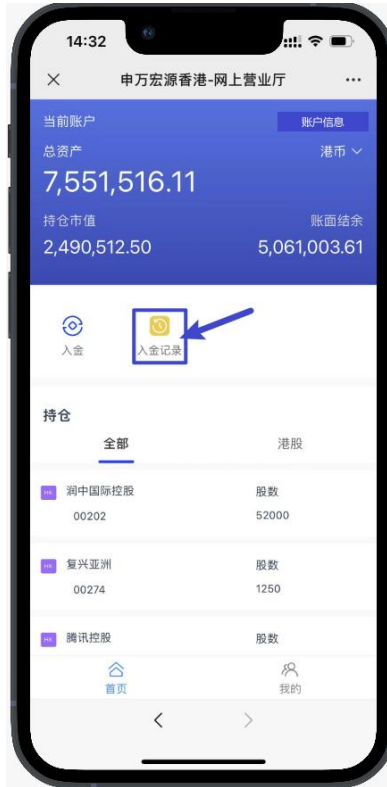 14:32
申万宏源香港-网上营业厅
当前账户 账户信息
总资产 港币
7,551,516.11
持仓市值 账面结余
2,490,512.50 5,061,003.61
入金 入金记录
持仓
全部 港股
HK 润中国际控股 股数
00202 52000
HK 复兴亚洲 股数
00274 1250
HK 腾讯控股 股数
首页 我的